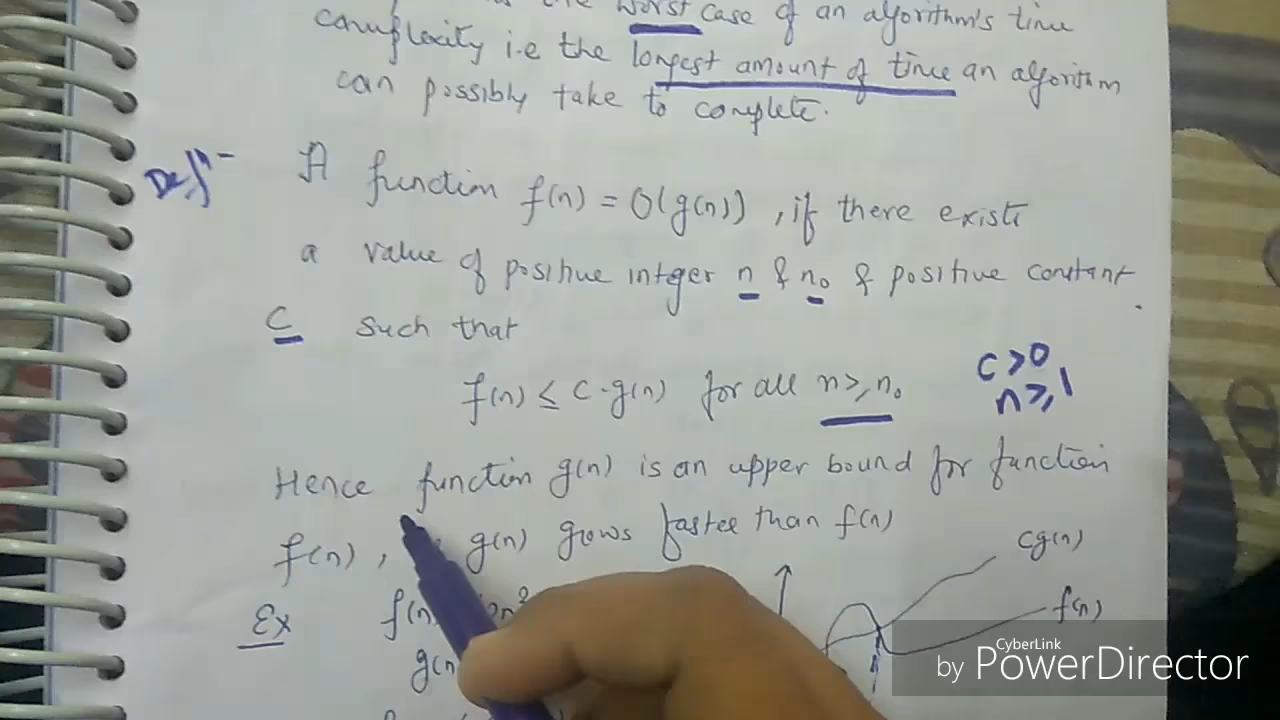 the worst case of an algorithm's time
complexity i.e the longest amount of time an algorithm
can possibly take to complete.
Defn -
A function f(n) = O(g(n)), if there exists
a value of positive integer n & n₀ & positive constant
C such that
f(n) ≤ c·g(n) for all n≥n₀
c>0
n≥1
Hence function g(n) is an upper bound for function
f(n), g(n) grows faster than f(n)
cg(n)
Ex f(n
f(n)
g(n
CyberLink
by PowerDirector